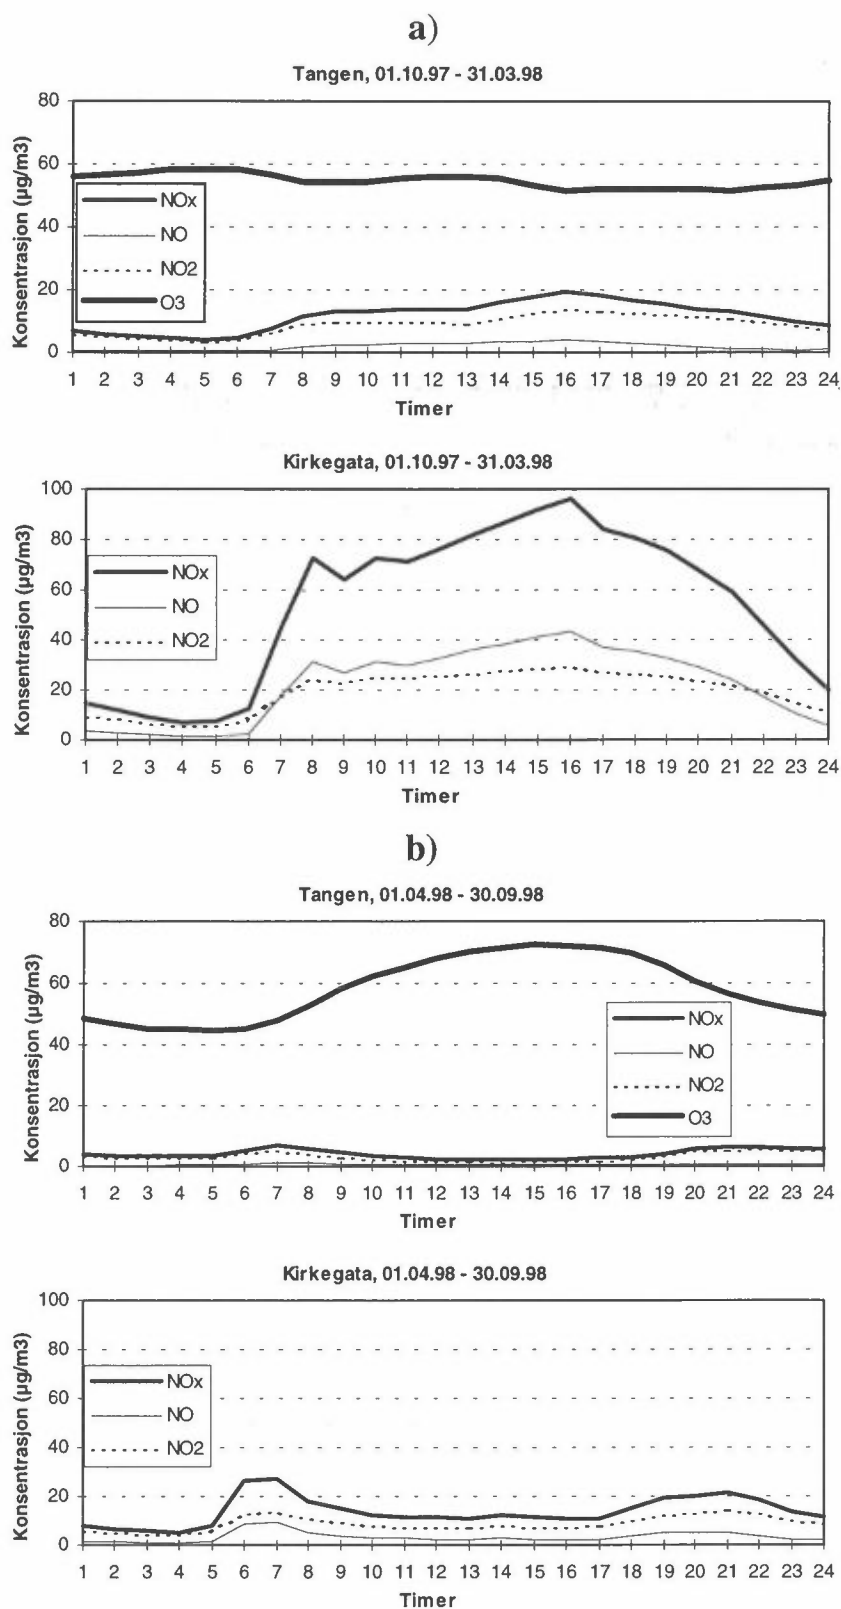 a)
Tangen, 01.10.97 - 31.03.98
Konsentrasjon (µg/m3)
80
60
40
20
0
NOx
NO
NO2
O3
1 2 3 4 5 6 7 8 9 10 11 12 13 14 15 16 17 18 19 20 21 22 23 24
Timer
Kirkegata, 01.10.97 - 31.03.98
Konsentrasjon (µg/m3)
100
80
60
40
20
0
NOx
NO
NO2
1 2 3 4 5 6 7 8 9 10 11 12 13 14 15 16 17 18 19 20 21 22 23 24
Timer
b)
Tangen, 01.04.98 - 30.09.98
Konsentrasjon (µg/m3)
80
60
40
20
0
NOx
NO
NO2
O3
1 2 3 4 5 6 7 8 9 10 11 12 13 14 15 16 17 18 19 20 21 22 23 24
Timer
Kirkegata, 01.04.98 - 30.09.98
Konsentrasjon (µg/m3)
100
80
60
40
20
0
NOx
NO
NO2
1 2 3 4 5 6 7 8 9 10 11 12 13 14 15 16 17 18 19 20 21 22 23 24
Timer